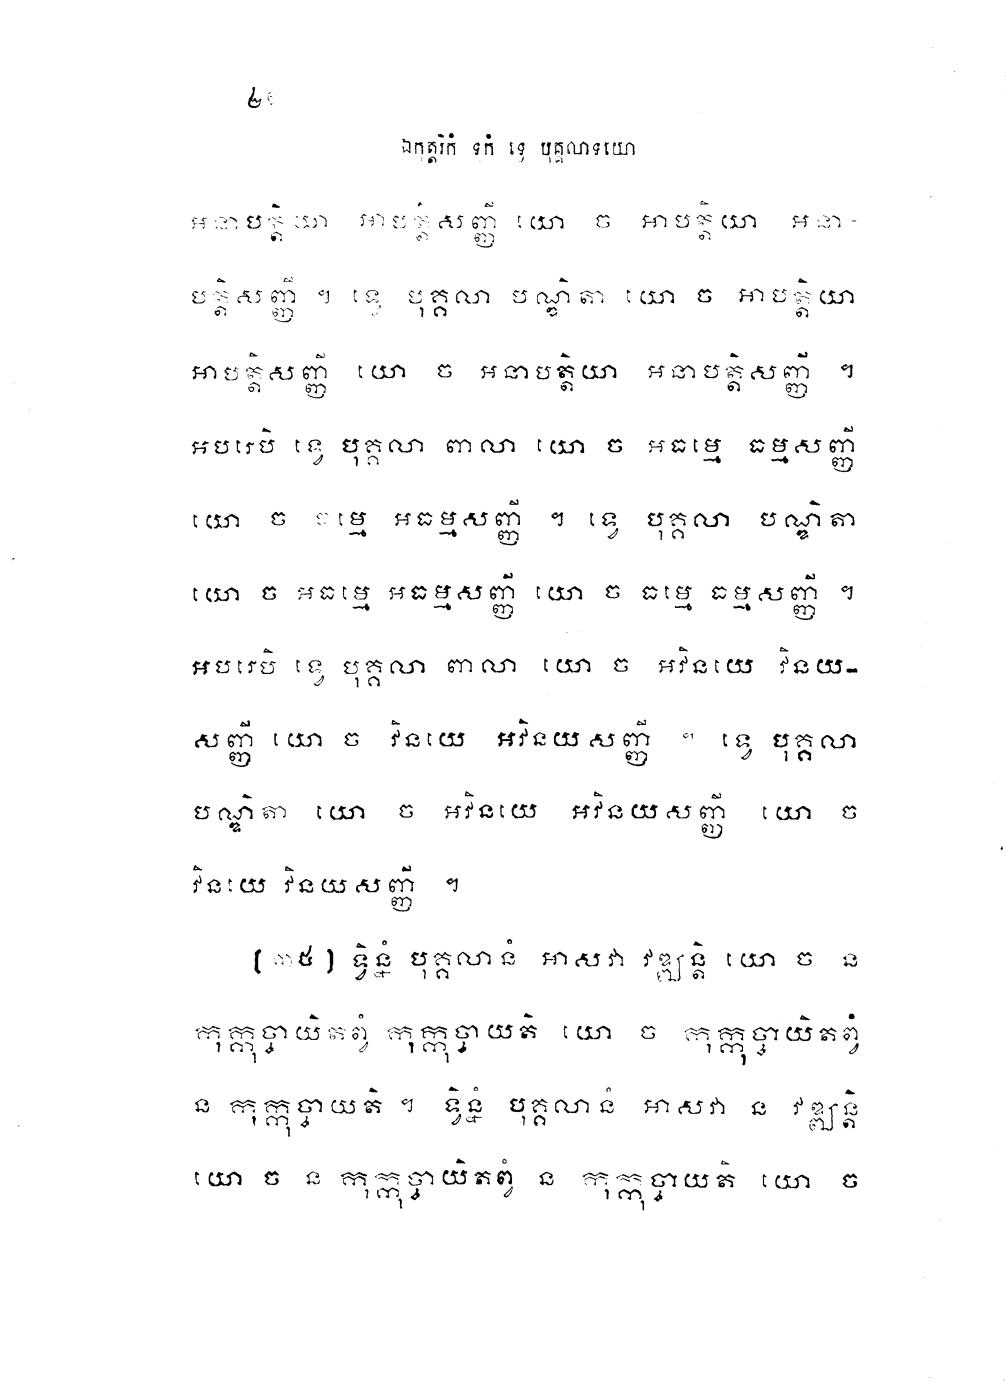 ឯកុត្តរិកំ ទុកំ ទ្វេ បុគ្គលាទយោ
អនាបត្តិយា អាបត្តិសញ្ញី យោ ច អាបត្តិយា អនា-
បត្តិសញ្ញី ។ ទ្វេ បុគ្គលា បណ្ឌិតា យោ ច អាបត្តិយា
អាបត្តិសញ្ញី យោ ច អនាបត្តិយា អនាបត្តិសញ្ញី ។
អបរេបិ ទ្វេ បុគ្គលា ពាលា យោ ច អធម្មេ ធម្មសញ្ញី
យោ ច ធម្មេ អធម្មសញ្ញី ។ ទ្វេ បុគ្គលា បណ្ឌិតា
យោ ច អធម្មេ អធម្មសញ្ញី យោ ច ធម្មេ ធម្មសញ្ញី ។
អបរេបិ ទ្វេ បុគ្គលា ពាលា យោ ច អវិនយេ វិនយ-
សញ្ញី យោ ច វិនយេ អវិនយសញ្ញី ។ ទ្វេ បុគ្គលា
បណ្ឌិតា យោ ច អវិនយេ អវិនយសញ្ញី យោ ច
វិនយេ វិនយសញ្ញី ។
(៣៥) ទ្វិន្នំ បុគ្គលានំ អាសវា វឌ្ឍន្តិ យោ ច ន
កុក្កុច្ចាយិតព្វំ កុក្កុច្ចាយតិ យោ ច កុក្កុច្ចាយិតព្វំ
ន កុក្កុច្ចាយតិ ។ ទ្វិន្នំ បុគ្គលានំ អាសវា ន វឌ្ឍន្តិ
យោ ច ន កុក្កុច្ចាយិតព្វំ ន កុក្កុច្ចាយតិ យោ ច